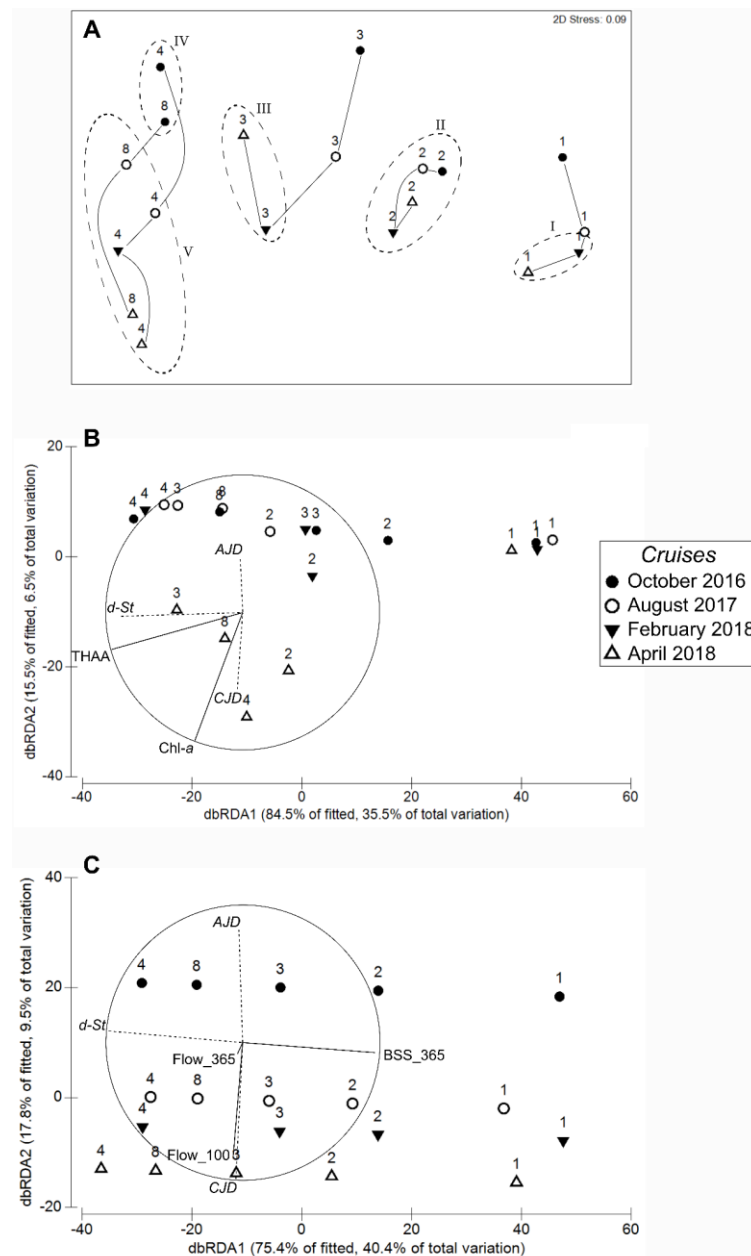 A
2D Stress: 0.09
IV
4
3
8
III
II
3
8
3
2
2
1
4
2
1
I
1
4
3
2
V
1
8
4
B
20
0
-20
-40
dbRDA2 (15.5% of fitted, 6.5% of total variation)
4
4
4
3
8
8
2
3
3
2
1
1
1
1
2
AJD
3
d-St
8
THAA
2
CJD
4
Chl-a
-40
-20
0
20
40
60
dbRDA1 (84.5% of fitted, 35.5% of total variation)
Cruises
October 2016
August 2017
February 2018
April 2018
C
40
20
0
-20
dbRDA2 (17.8% of fitted, 9.5% of total variation)
AJD
4
8
3
2
1
d-St
Flow_365
BSS_365
4
8
3
2
1
4
3
2
1
4
8
Flow_100
3
2
1
CJD
-40
-20
0
20
40
60
dbRDA1 (75.4% of fitted, 40.4% of total variation)